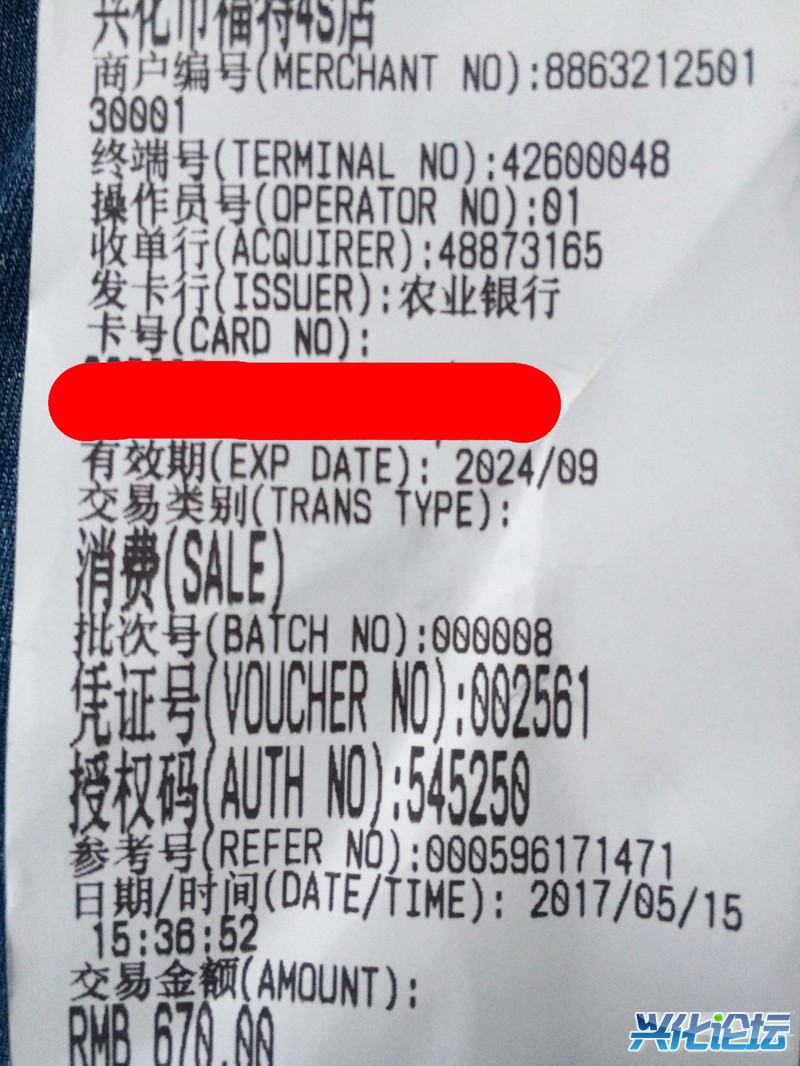 兴化市福特4S店
商户编号(MERCHANT NO):8863212501
30001
终端号(TERMINAL NO):42600048
操作员号(OPERATOR NO):01
收单行(ACQUIRER):48873165
发卡行(ISSUER):农业银行
卡号(CARD NO):
有效期(EXP DATE): 2024/09
交易类别(TRANS TYPE):
消费(SALE)
批次号(BATCH NO):000008
凭证号(VOUCHER NO):002561
授权码(AUTH NO):545250
参考号(REFER NO):000596171471
日期/时间(DATE/TIME): 2017/05/15
15:36:52
交易金额(AMOUNT):
RMB 670.00
兴化论坛